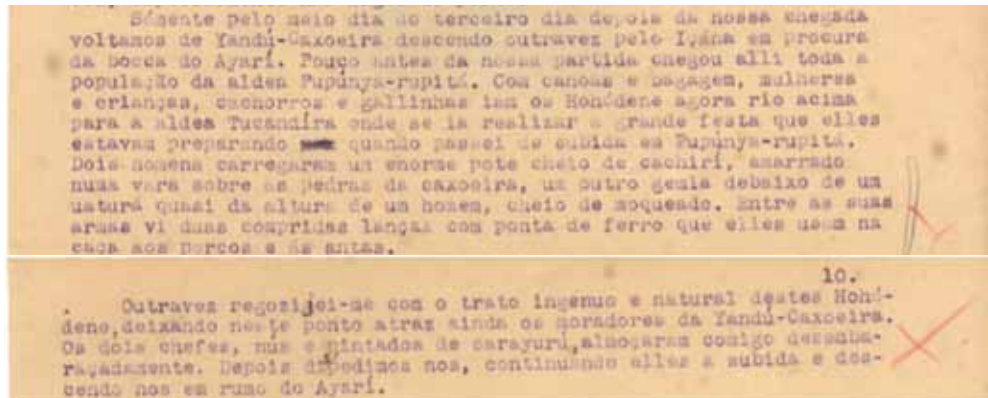 Sómente pelo meio dia do terceiro dia depois da nossa chegada
voltamos de Yandú-Caxoeira descendo outravez pelo Içána em procura
da bocca do Ayarí. Pouco antes da nossa partida chegou alli toda a
população da aldea Pupúnya-rupitá. Com canoas e bagagem, mulheres
e crianças, cachorros e gallinhas iam os Hohódene agora rio acima
para a aldea Tucandíra onde se ia realizar a grande festa que elles
estavam preparando quando passei de subida em Pupúnya-rupitá.
Dois homens carregaram um enorme pote cheio de cachirí, amarrado
numa vara sobre as pedras da caxoeira, um outro gemia debaixo de um
uaturá quasi da altura de um homem, cheio de moqueado. Entre as suas
armas vi duas compridas lanças com ponta de ferro que elles usam na
caça aos porcos e ás antas.
10.
. Outravez regozijei-me com o trato ingenuo e natural destes Hohó-
dene,deixando neste ponto atraz ainda os moradores da Yandú-Caxoeira.
Os dois chefes, nús e pintados de carayurú,almoçaram comigo desemba-
raçadamente. Depois dipedimos nos, continuando elles a subida e des-
cendo nos em rumo do Ayarí.